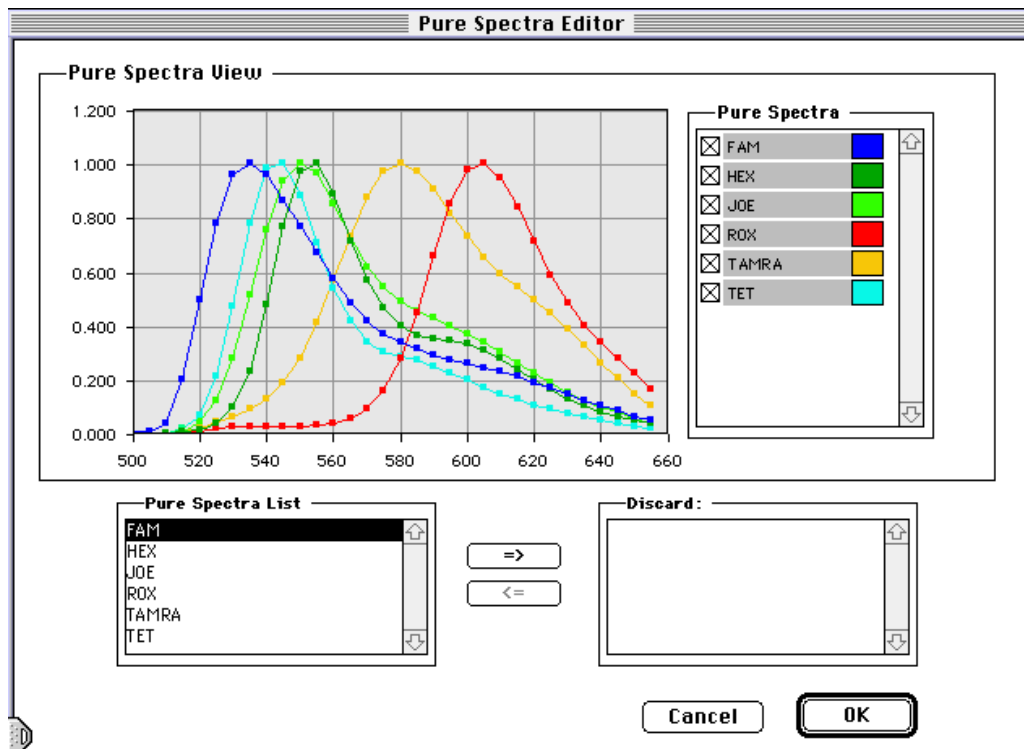 Pure Spectra Editor
Pure Spectra View
1.200
1.000
0.800
0.600
0.400
0.200
0.000
500 520 540 560 580 600 620 640 660
Pure Spectra
FAM
HEX
JOE
ROX
TAMRA
TET
Pure Spectra List
FAM
HEX
JOE
ROX
TAMRA
TET
=>
<=
Discard:
Cancel
OK